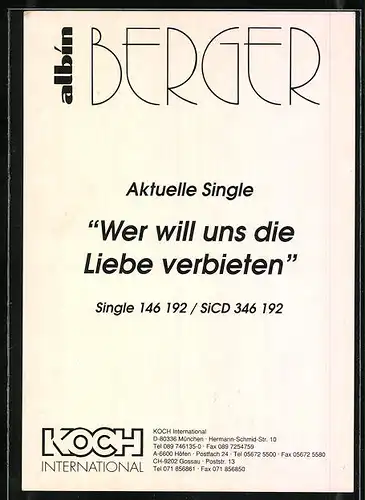 albin BERGER
Aktuelle Single
"Wer will uns die
Liebe verbieten"
Single 146 192 / SiCD 346 192
KOCH
INTERNATIONAL
KOCH International
D-80336 München · Hermann-Schmid-Str. 10
Tel 089 746135-0 · Fax 089 7254759
A-6600 Höfen · Postfach 24 · Tel 05672 5500 · Fax 05672 5580
CH-9202 Gossau · Poststr. 13
Tel 071 856861 · Fax 071 856850